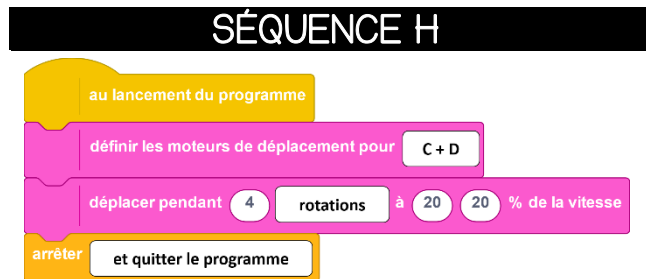 SÉQUENCE H
au lancement du programme
définir les moteurs de déplacement pour C + D
déplacer pendant 4 rotations à 20 20 % de la vitesse
arrêter et quitter le programme